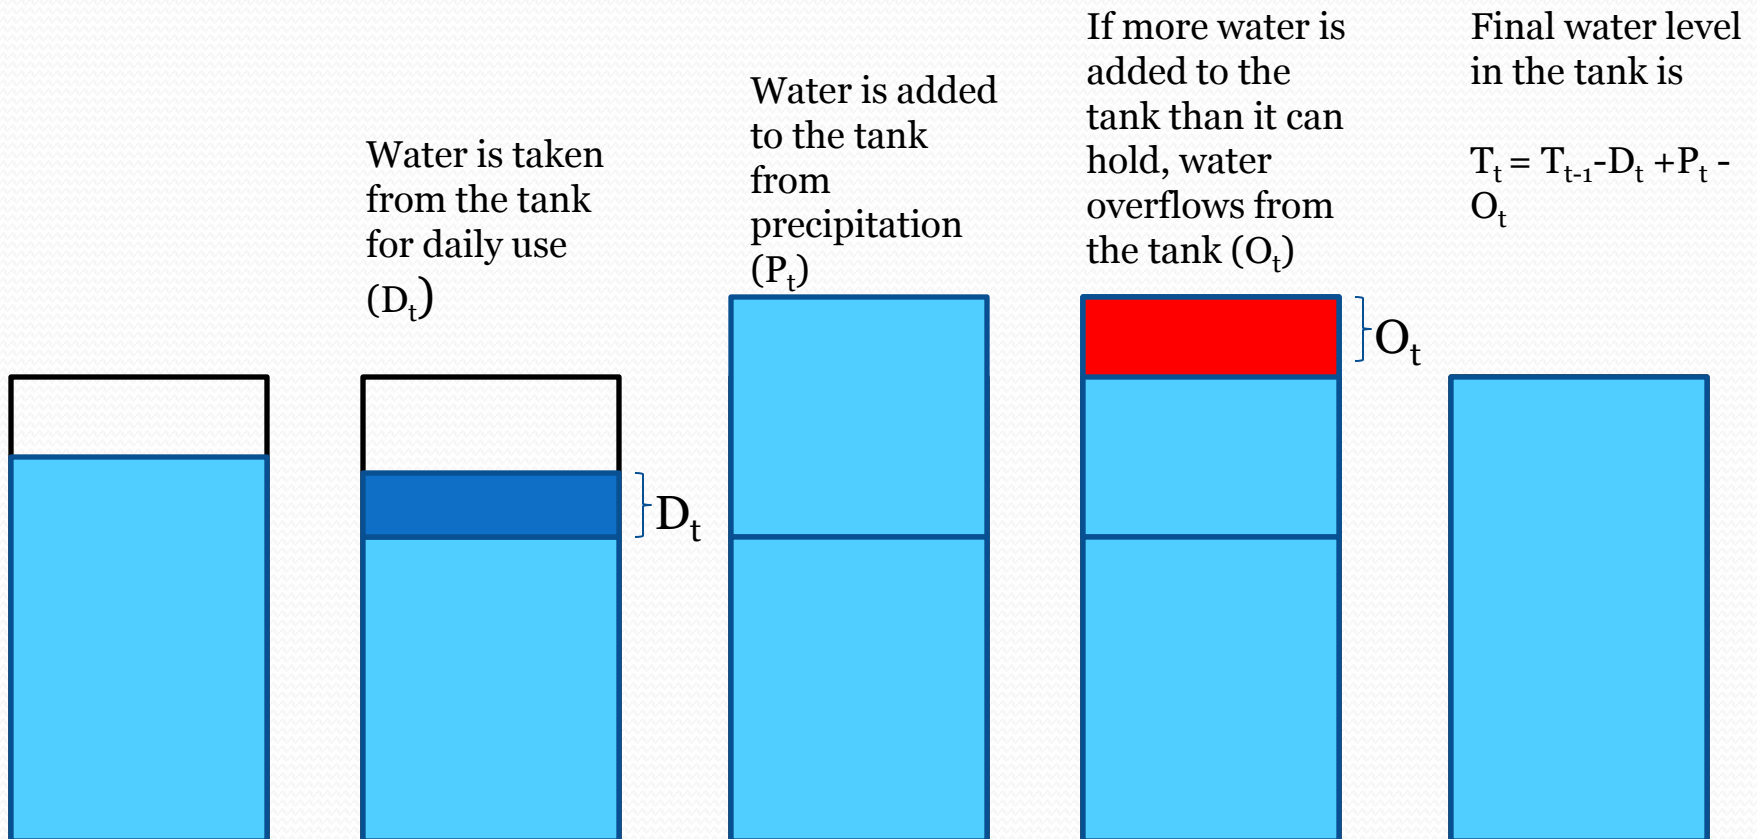 Water is taken
from the tank
for daily use
(Dₜ)
Dₜ
Water is added
to the tank
from
precipitation
(Pₜ)
If more water is
added to the
tank than it can
hold, water
overflows from
the tank (Oₜ)
Oₜ
Final water level
in the tank is
Tₜ = Tₜ₋₁-Dₜ +Pₜ -
Oₜ